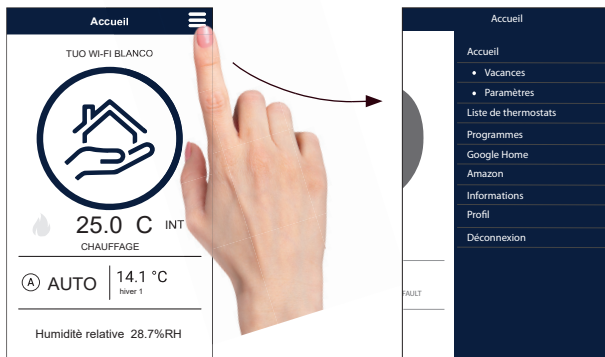 Accueil
TUO WI-FI BLANCO
25.0 C INT
CHAUFFAGE
A AUTO
14.1 °C
hiver 1
Humiditè relative 28.7%RH
Accueil
Accueil
• Vacances
• Paramètres
Liste de thermostats
Programmes
Google Home
Amazon
Informations
Profil
Déconnexion
FAULT